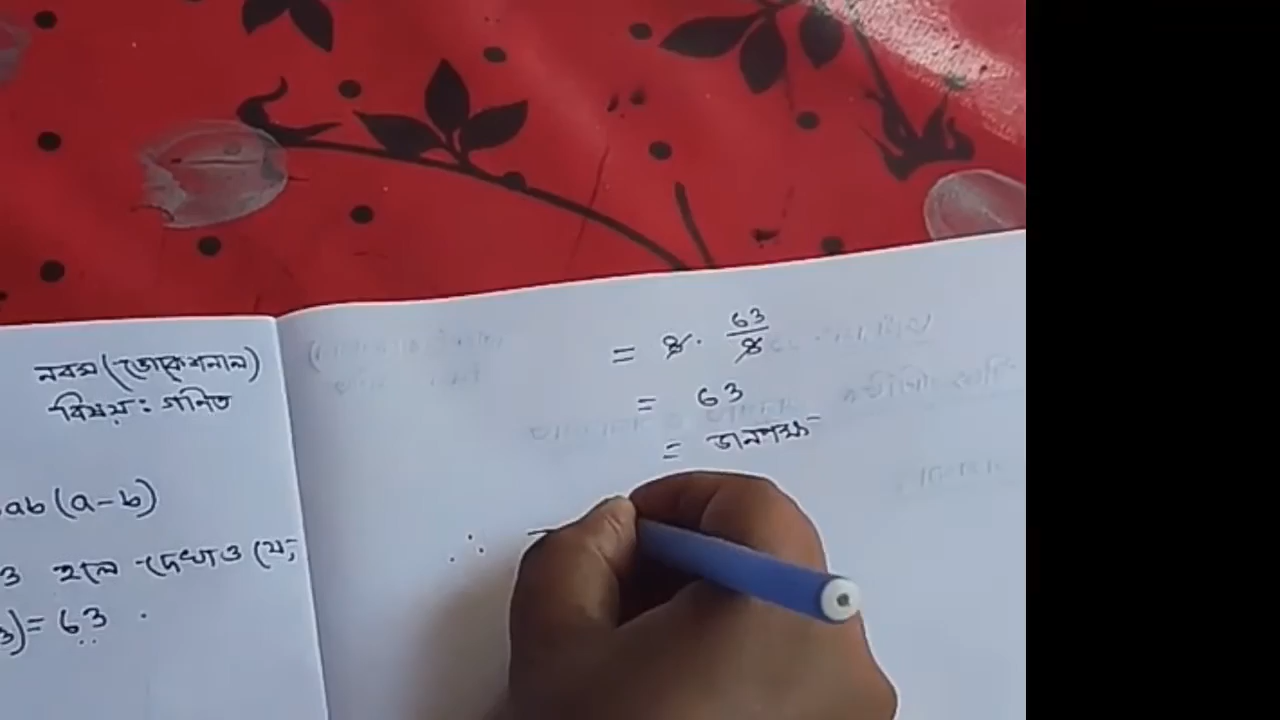 নবম (ভোকেশনাল)
বিষয়: গণিত
ab(a-b)
3 হলে দেখাও যে,
3)= 63 .
= 8 . 63/8
= 63
= ডানপক্ষ
∴